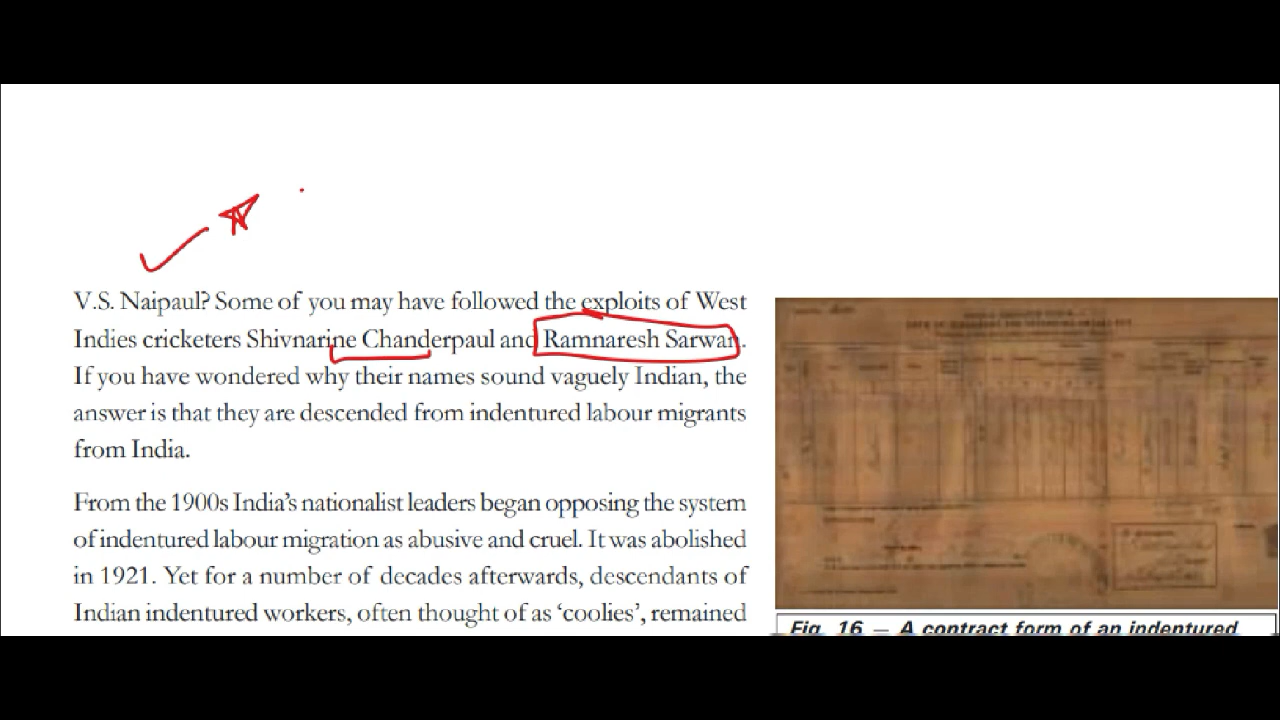 V.S. Naipaul? Some of you may have followed the exploits of West
Indies cricketers Shivnarine Chanderpaul and Ramnaresh Sarwan.
If you have wondered why their names sound vaguely Indian, the
answer is that they are descended from indentured labour migrants
from India.
From the 1900s India’s nationalist leaders began opposing the system
of indentured labour migration as abusive and cruel. It was abolished
in 1921. Yet for a number of decades afterwards, descendants of
Indian indentured workers, often thought of as ‘coolies’, remained
Fig. 16 — A contract form of an indentured